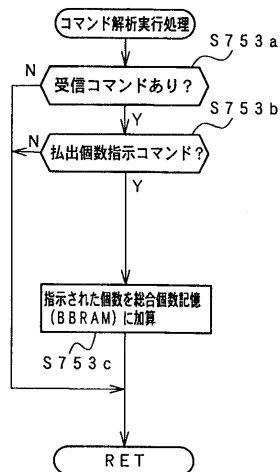 コマンド解析実行処理
S753a
N
受信コマンドあり？
Y
S753b
N
払出個数指示コマンド？
Y
指示された個数を総合個数記憶
(BBRAM)に加算
S753c
RET